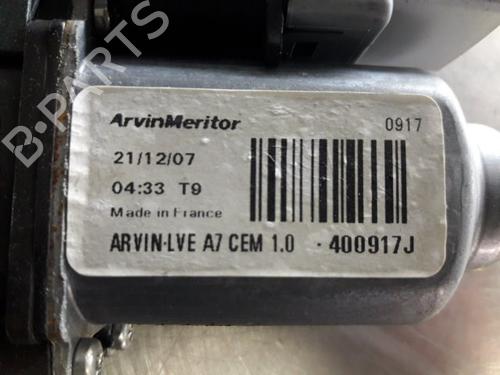 ArvinMeritor 0917
21/12/07
04:33 T9
Made in France
ARVIN-LVE A7 CEM 1.0 · 400917J
B-PARTS